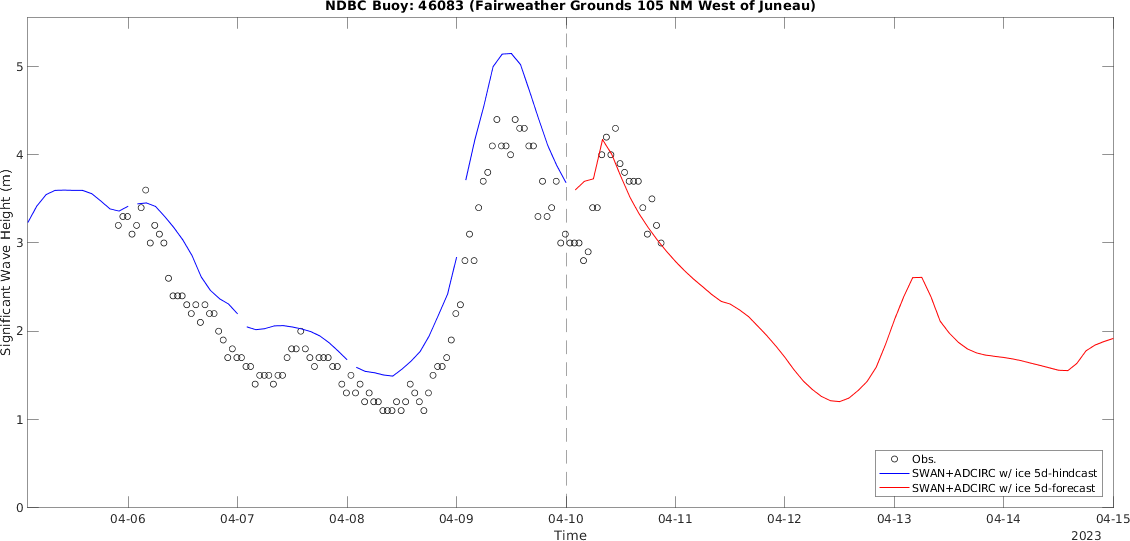 NDBC Buoy: 46083 (Fairweather Grounds 105 NM West of Juneau)
Significant Wave Height (m)
5
4
3
2
1
0
Obs.
SWAN+ADCIRC w/ ice 5d-hindcast
SWAN+ADCIRC w/ ice 5d-forecast
04-06 04-07 04-08 04-09 04-10 04-11 04-12 04-13 04-14 04-15
Time
2023